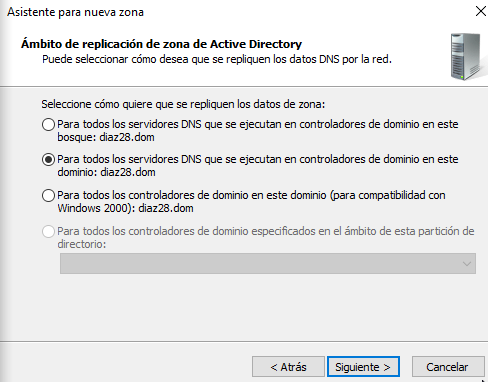 Asistente para nueva zona
Ámbito de replicación de zona de Active Directory
Puede seleccionar cómo desea que se repliquen los datos DNS por la red.
Seleccione cómo quiere que se repliquen los datos de zona:
Para todos los servidores DNS que se ejecutan en controladores de dominio en este
bosque: diaz28.dom
Para todos los servidores DNS que se ejecutan en controladores de dominio en este
dominio: diaz28.dom
Para todos los controladores de dominio en este dominio (para compatibilidad con
Windows 2000): diaz28.dom
Para todos los controladores de dominio especificados en el ámbito de esta partición de
directorio:
< Atrás
Siguiente >
Cancelar